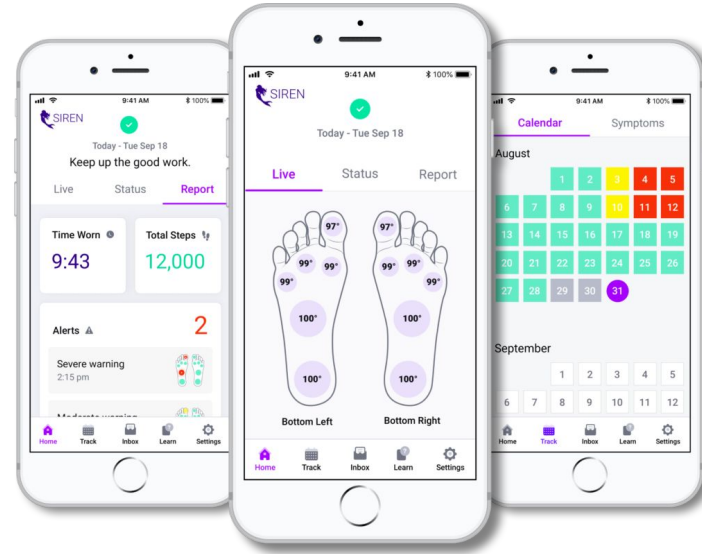 9:41 AM
100%
SIREN
Today - Tue Sep 18
Keep up the good work.
Live Status Report
Time Worn
9:43
Total Steps
12,000
Alerts
2
Severe warning
2:15 pm
Moderate warning
Home Track Inbox Learn Settings
9:41 AM
100%
SIREN
Today - Tue Sep 18
Live Status Report
97° 97°
99° 99° 99° 99°
99° 99°
100° 100°
100° 100°
Bottom Left Bottom Right
Home Track Inbox Learn Settings
9:41 AM
100%
Calendar Symptoms
August
1 2 3 4 5
6 7 8 9 10 11 12
13 14 15 16 17 18 19
20 21 22 23 24 25 26
27 28 29 30 31
September
1 2 3 4 5
6 7 8 9 10 11 12
Home Track Inbox Learn Settings